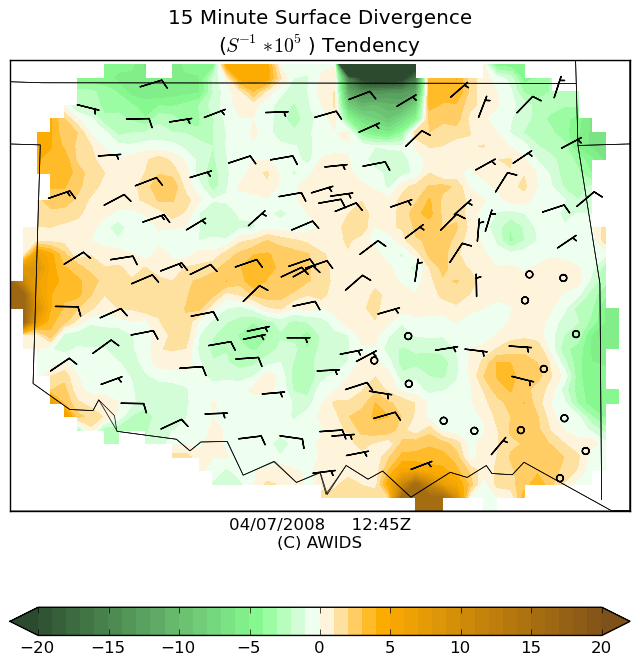 15 Minute Surface Divergence
(S⁻¹ * 10⁵ ) Tendency
04/07/2008 12:45Z
(C) AWIDS
−20 −15 −10 −5 0 5 10 15 20